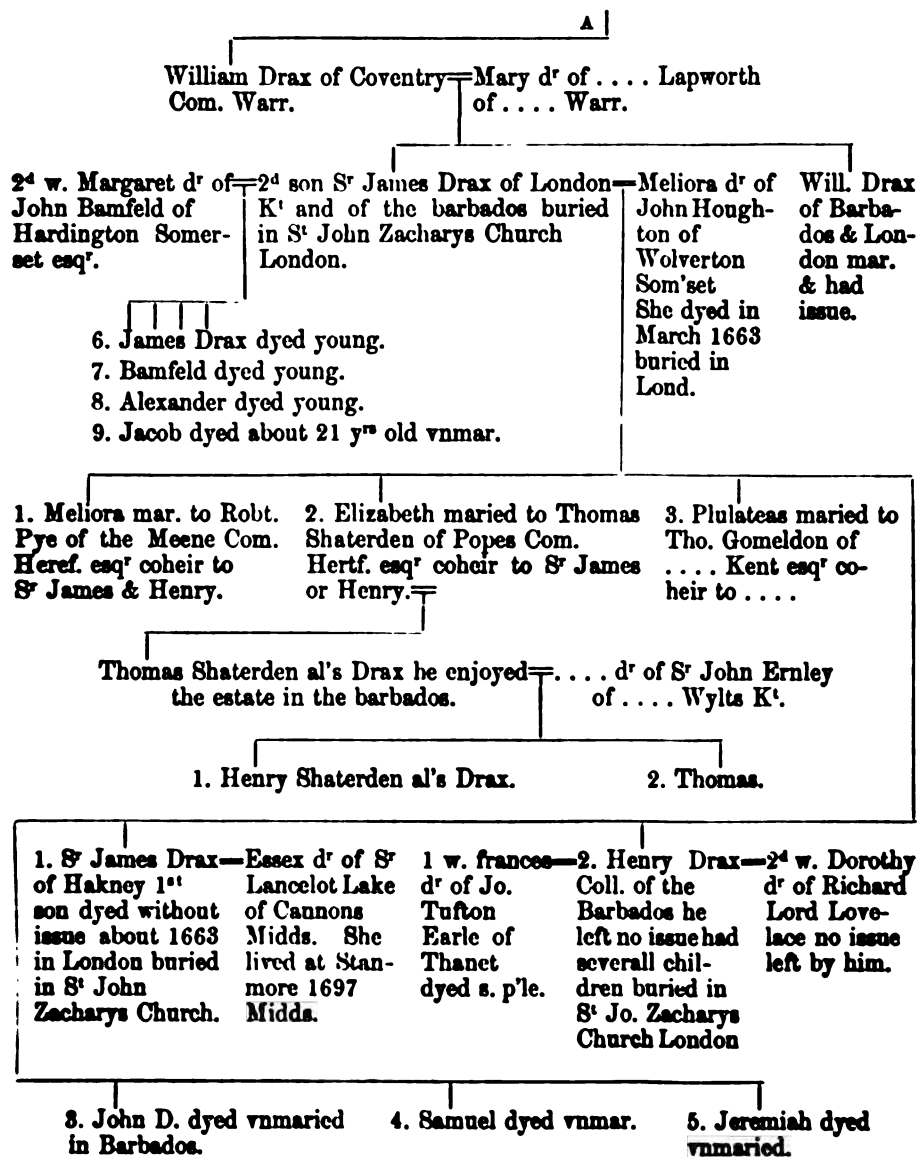 A
William Drax of Coventry
Com. Warr.
Mary dʳ of . . . . Lapworth
of . . . . Warr.
2ᵈ w. Margaret dʳ of
John Bamfeld of
Hardington Somer-
set esqʳ.
2ᵈ son Sʳ James Drax of London
Kᵗ and of the barbados buried
in Sᵗ John Zacharys Church
London.
Meliora dʳ of
John Hough-
ton of
Wolverton
Som'set
She dyed in
March 1663
buried in
Lond.
Will. Drax
of Barba-
dos & Lon-
don mar.
& had
issue.
6. James Drax dyed young.
7. Bamfeld dyed young.
8. Alexander dyed young.
9. Jacob dyed about 21 yʳˢ old vnmar.
1. Meliora mar. to Robt.
Pye of the Meene Com.
Heref. esqʳ coheir to
Sʳ James & Henry.
2. Elizabeth maried to Thomas
Shaterden of Popes Com.
Hertf. esqʳ coheir to Sʳ James
or Henry.
3. Plulateas maried to
Tho. Gomeldon of
. . . . Kent esqʳ co-
heir to . . . .
Thomas Shaterden al's Drax he enjoyed
the estate in the barbados.
. . . . dʳ of Sʳ John Ernley
of . . . . Wylts Kᵗ.
1. Henry Shaterden al's Drax.
2. Thomas.
1. Sʳ James Drax
of Hakney 1ˢᵗ
son dyed without
issue about 1663
in London buried
in Sᵗ John
Zacharys Church.
Essex dʳ of Sʳ
Lancelot Lake
of Cannons
Midds. She
lived at Stan-
more 1697
Midds.
1 w. frances
dʳ of Jo.
Tufton
Earle of
Thanet
dyed s. p'le.
2. Henry Drax
Coll. of the
Barbados he
left no issue had
severall chil-
dren buried in
Sᵗ Jo. Zacharys
Church London
2ᵈ w. Dorothy
dʳ of Richard
Lord Love-
lace no issue
left by him.
3. John D. dyed vnmaried
in Barbados.
4. Samuel dyed vnmar.
5. Jeremiah dyed
vnmaried.